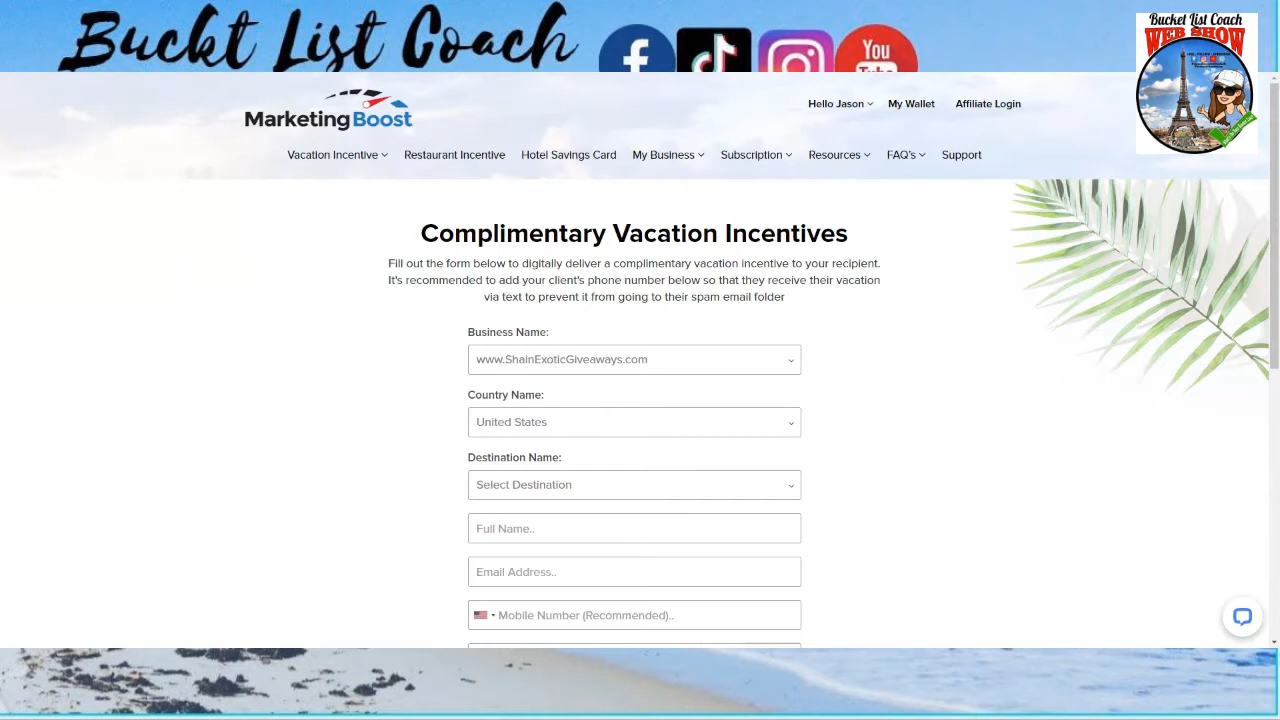 Buckt List Coach
You
Bucket List Coach
WEB SHOW
MarketingBoost
Hello Jason
My Wallet
Affiliate Login
Vacation Incentive
Restaurant Incentive
Hotel Savings Card
My Business
Subscription
Resources
FAQ's
Support
Complimentary Vacation Incentives
Fill out the form below to digitally deliver a complimentary vacation incentive to your recipient.
It's recommended to add your client's phone number below so that they receive their vacation
via text to prevent it from going to their spam email folder
Business Name:
www.ShainExoticGiveaways.com
Country Name:
United States
Destination Name:
Select Destination
Full Name..
Email Address..
Mobile Number (Recommended)..